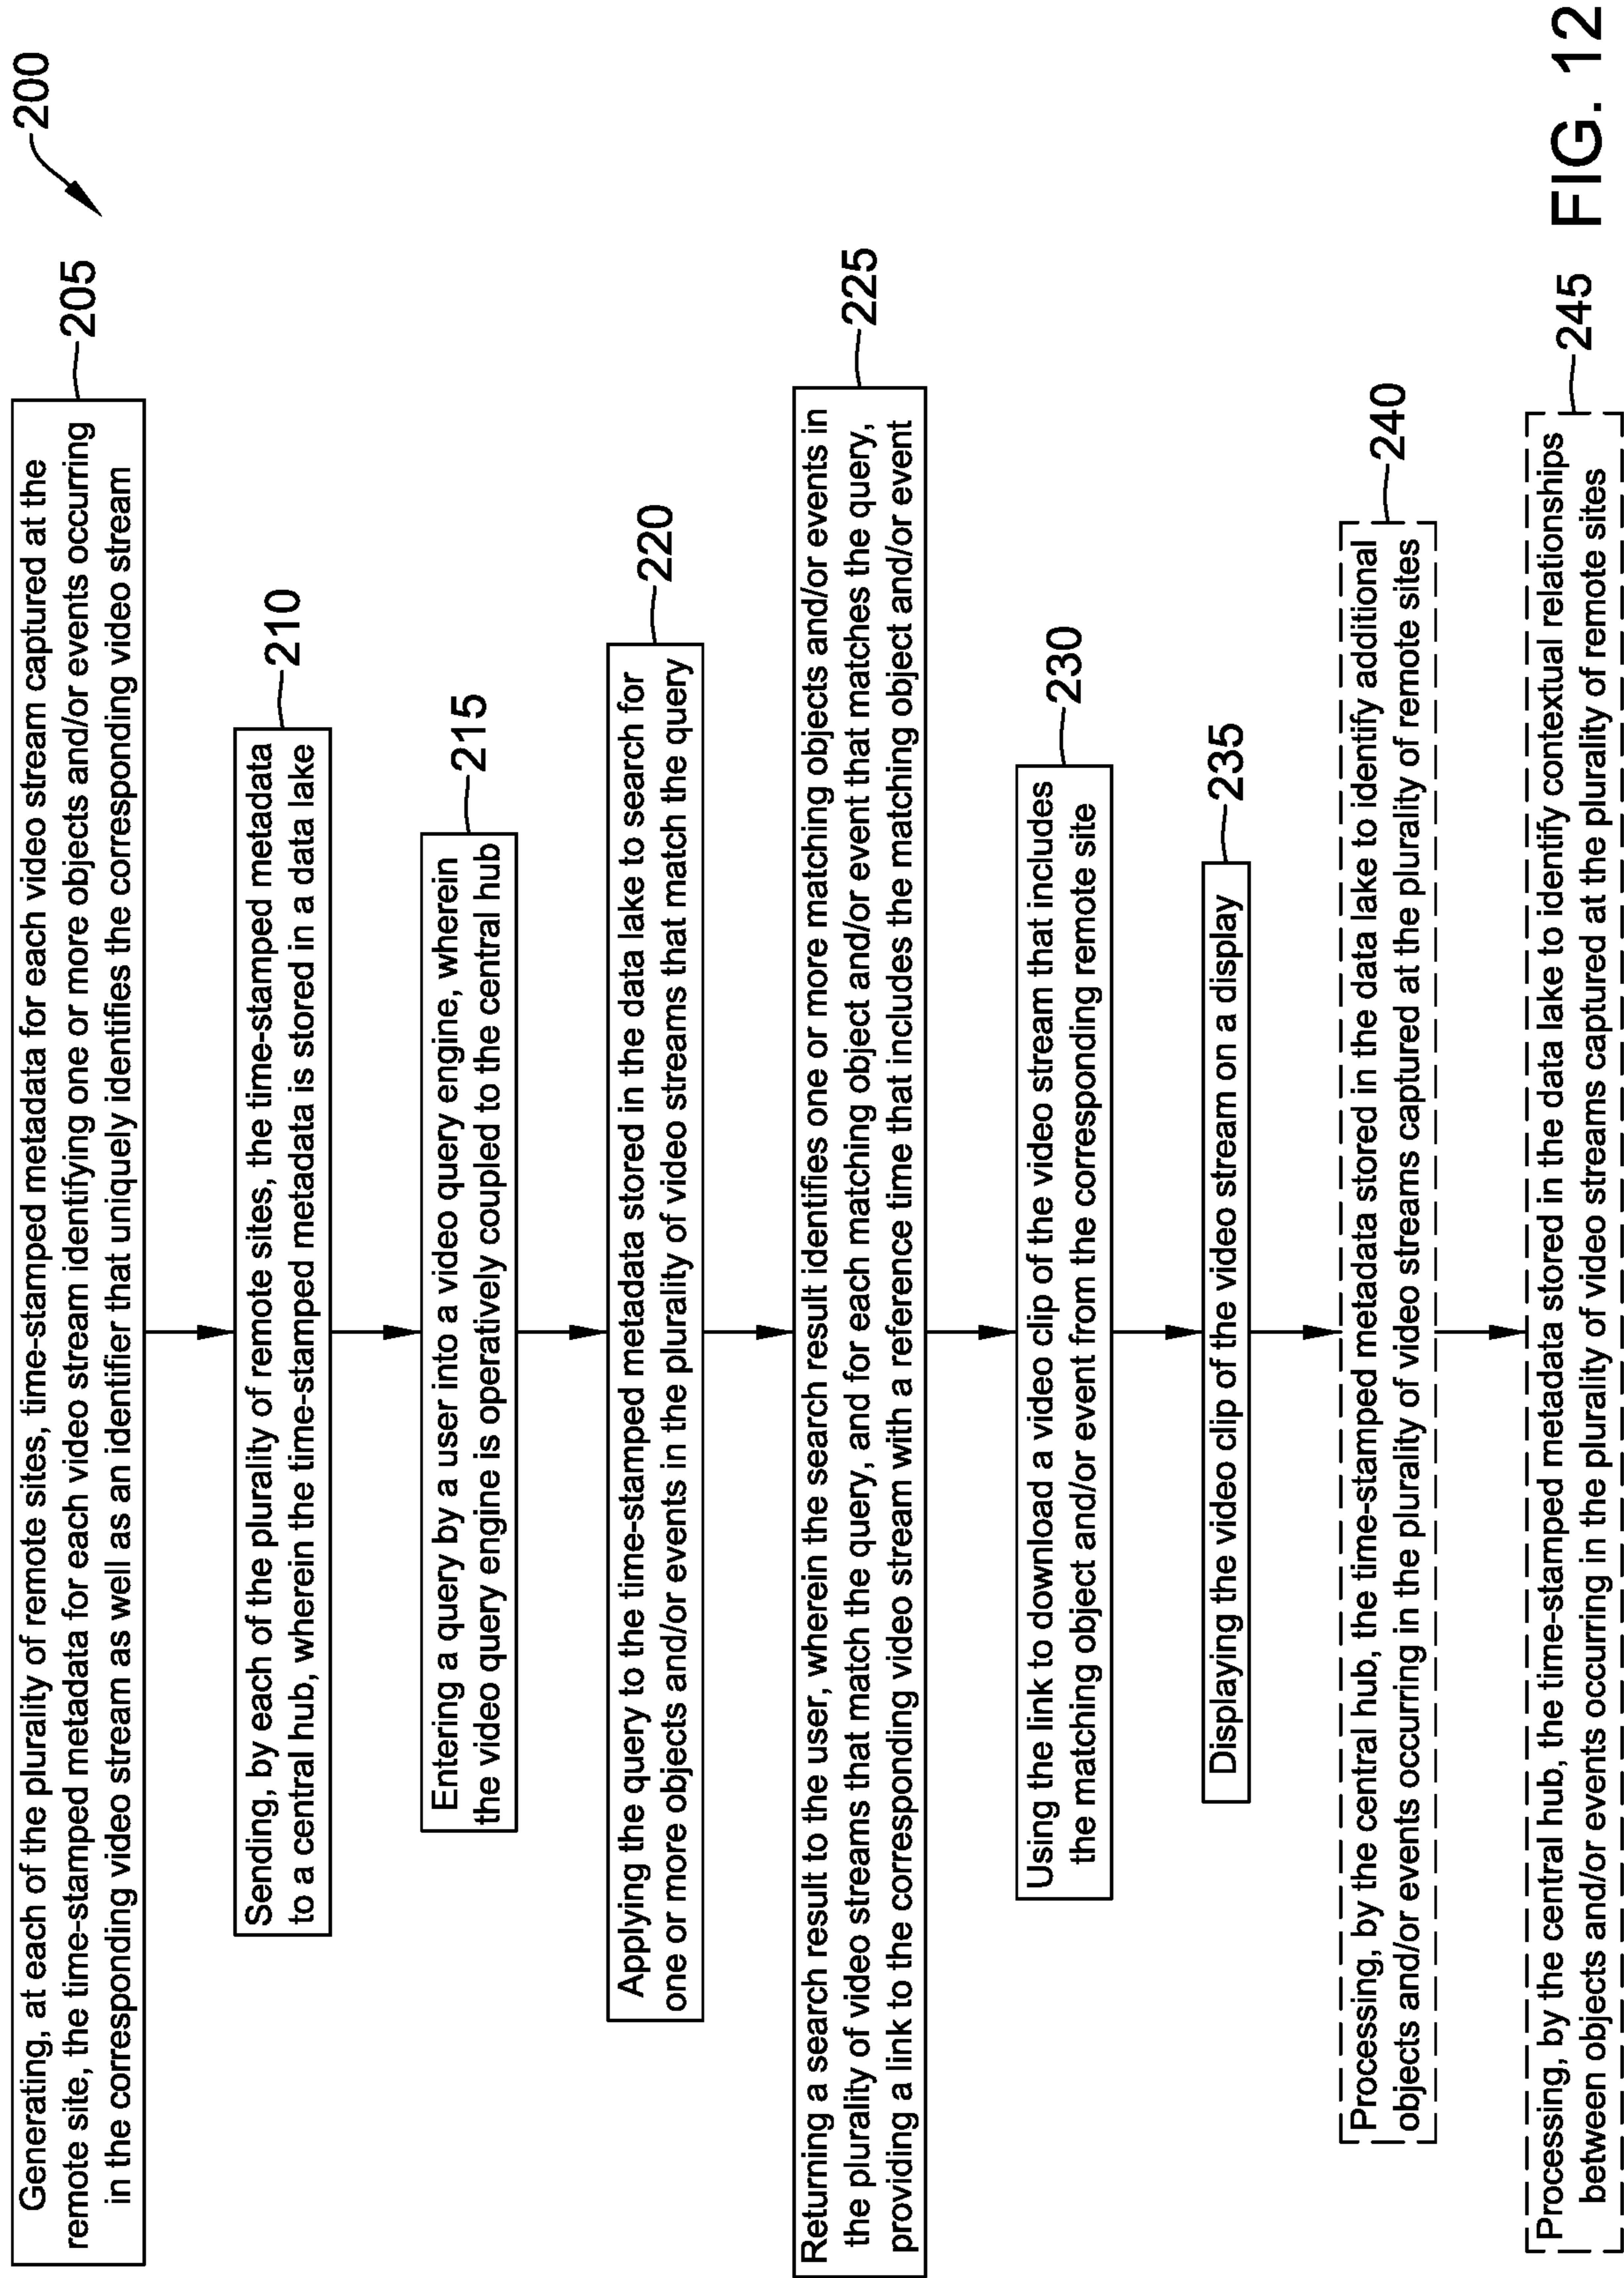 200
205
Generating, at each of the plurality of remote sites, time-stamped metadata for each video stream captured at the
remote site, the time-stamped metadata for each video stream identifying one or more objects and/or events occurring
in the corresponding video stream as well as an identifier that uniquely identifies the corresponding video stream
210
Sending, by each of the plurality of remote sites, the time-stamped metadata
to a central hub, wherein the time-stamped metadata is stored in a data lake
215
Entering a query by a user into a video query engine, wherein
the video query engine is operatively coupled to the central hub
220
Applying the query to the time-stamped metadata stored in the data lake to search for
one or more objects and/or events in the plurality of video streams that match the query
225
Returning a search result to the user, wherein the search result identifies one or more matching objects and/or events in
the plurality of video streams that match the query, and for each matching object and/or event that matches the query,
providing a link to the corresponding video stream with a reference time that includes the matching object and/or event
230
Using the link to download a video clip of the video stream that includes
the matching object and/or event from the corresponding remote site
235
Displaying the video clip of the video stream on a display
240
Processing, by the central hub, the time-stamped metadata stored in the data lake to identify additional
objects and/or events occurring in the plurality of video streams captured at the plurality of remote sites
245
Processing, by the central hub, the time-stamped metadata stored in the data lake to identify contextual relationships
between objects and/or events occurring in the plurality of video streams captured at the plurality of remote sites
FIG. 12